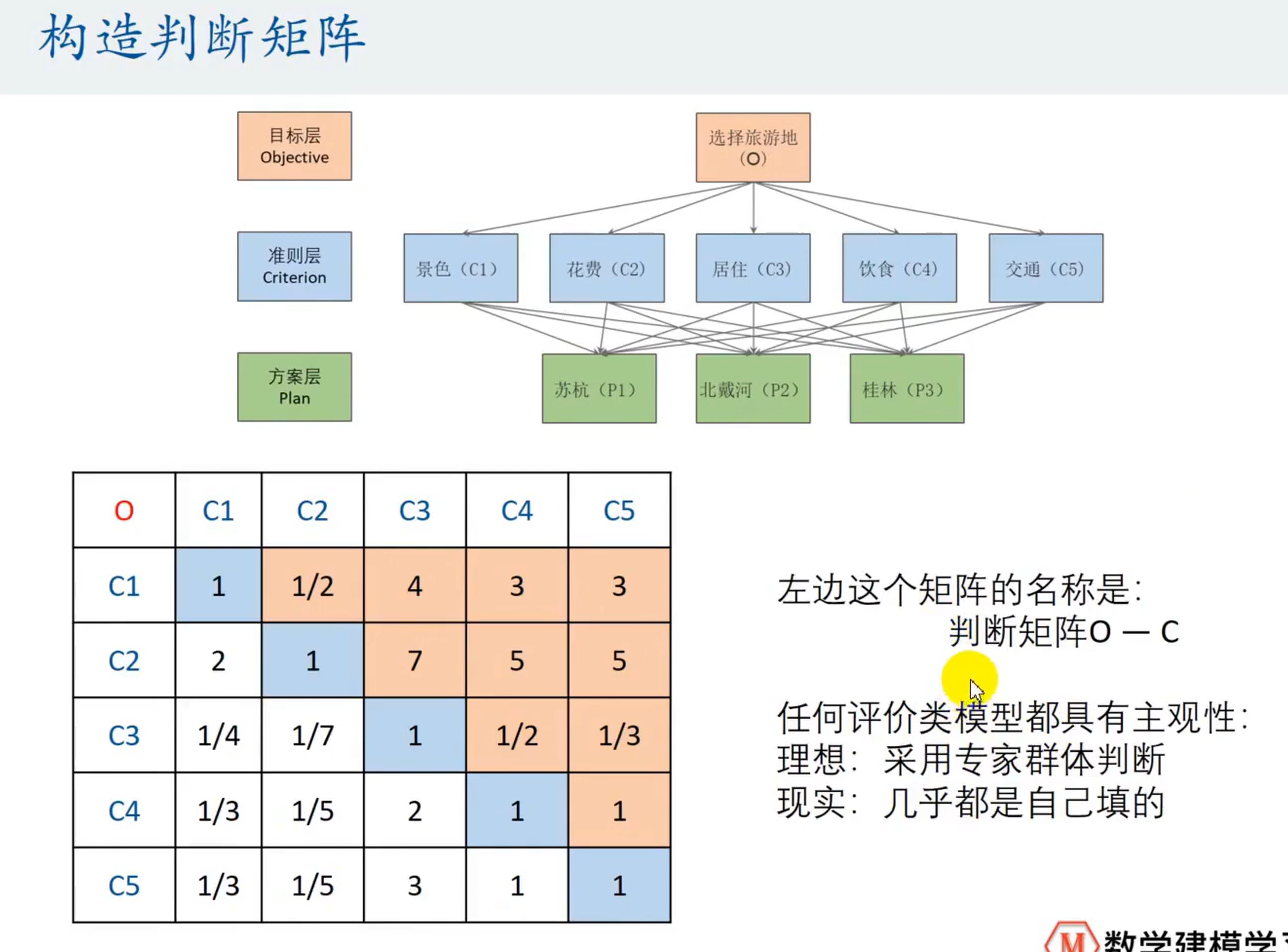 构造判断矩阵
目标层
Objective
选择旅游地
（O）
准则层
Criterion
景色（C1）
花费（C2）
居住（C3）
饮食（C4）
交通（C5）
方案层
Plan
苏杭（P1）
北戴河（P2）
桂林（P3）
O C1 C2 C3 C4 C5
C1 1 1/2 4 3 3
C2 2 1 7 5 5
C3 1/4 1/7 1 1/2 1/3
C4 1/3 1/5 2 1 1
C5 1/3 1/5 3 1 1
左边这个矩阵的名称是：
判断矩阵O — C
任何评价类模型都具有主观性：
理想： 采用专家群体判断
现实： 几乎都是自己填的
M 数学建模学